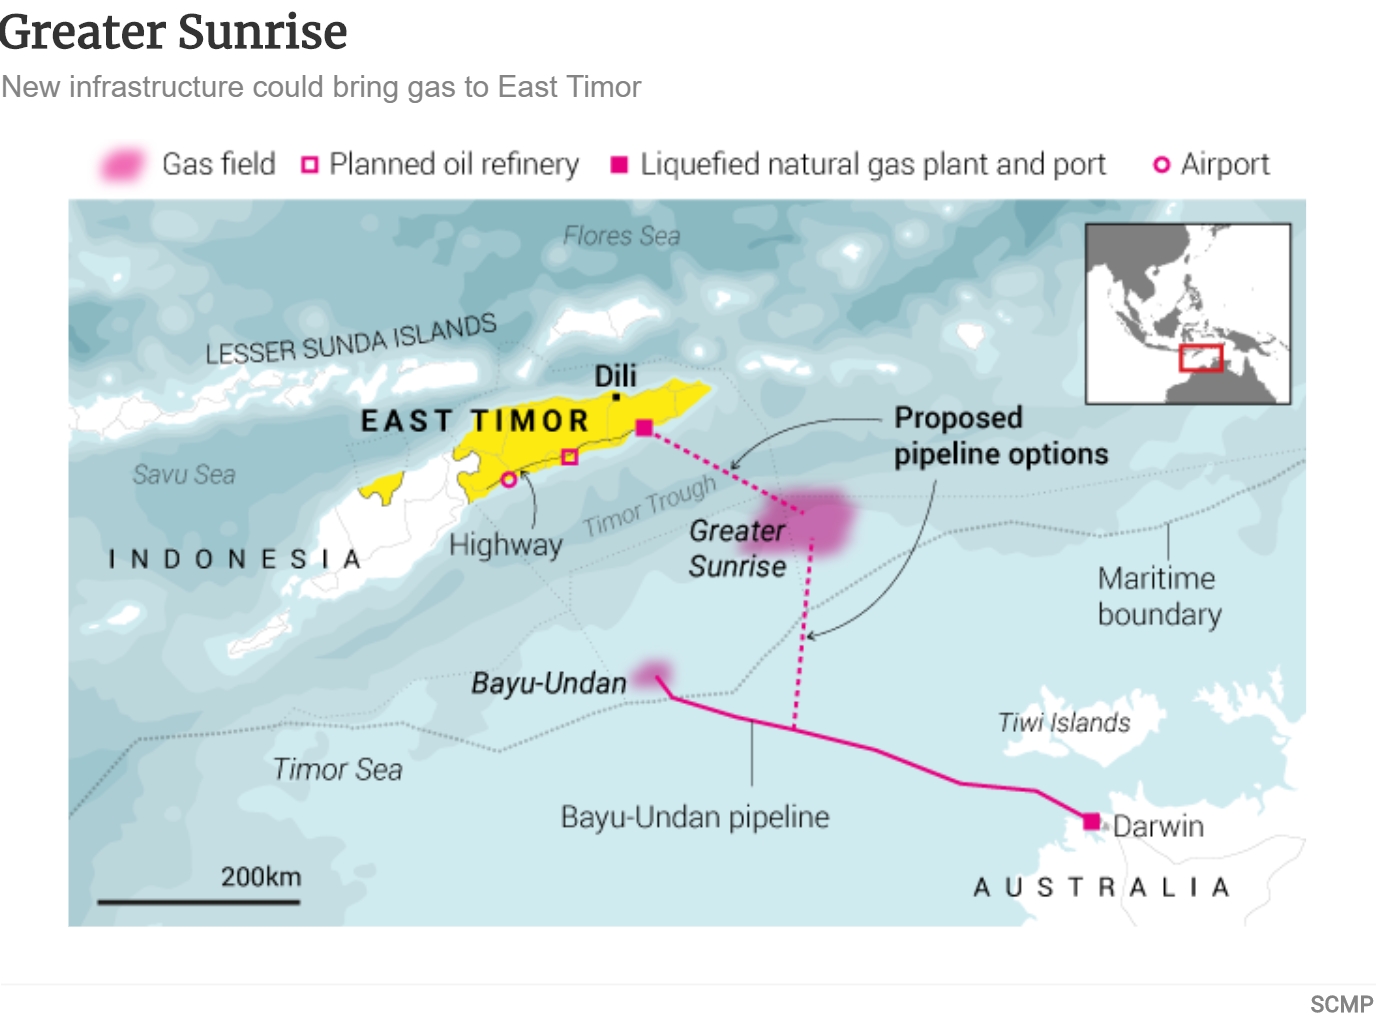 Greater Sunrise
New infrastructure could bring gas to East Timor
Gas field
Planned oil refinery
Liquefied natural gas plant and port
Airport
Flores Sea
LESSER SUNDA ISLANDS
Dili
EAST TIMOR
Proposed
pipeline options
Savu Sea
Timor Trough
Greater
Sunrise
Highway
INDONESIA
Maritime
boundary
Bayu-Undan
Tiwi Islands
Timor Sea
Bayu-Undan pipeline
Darwin
200km
AUSTRALIA
SCMP